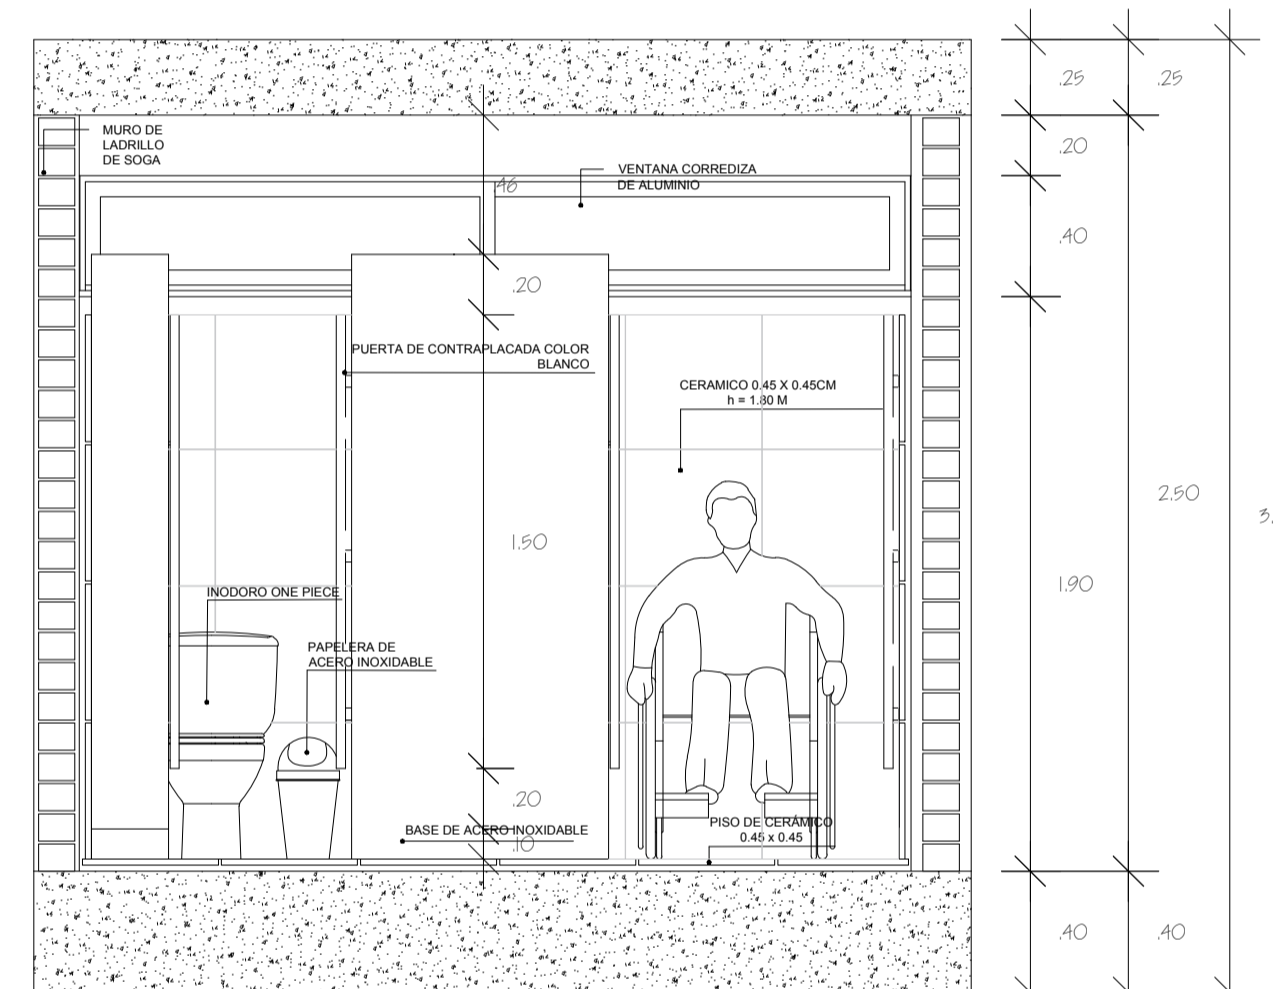 .25
.25
MURO DE
LADRILLO
DE SOGA
.20
VENTANA CORREDIZA
DE ALUMINIO
.46
.40
.20
PUERTA DE CONTRAPLACADA COLOR
BLANCO
CERAMICO 0.45 X 0.45CM
h = 1.80 M
2.50
3.
1.50
1.90
INODORO ONE PIECE
PAPELERA DE
ACERO INOXIDABLE
.20
PISO DE CERÁMICO
0.45 x 0.45
BASE DE ACERO INOXIDABLE
.10
.40
.40